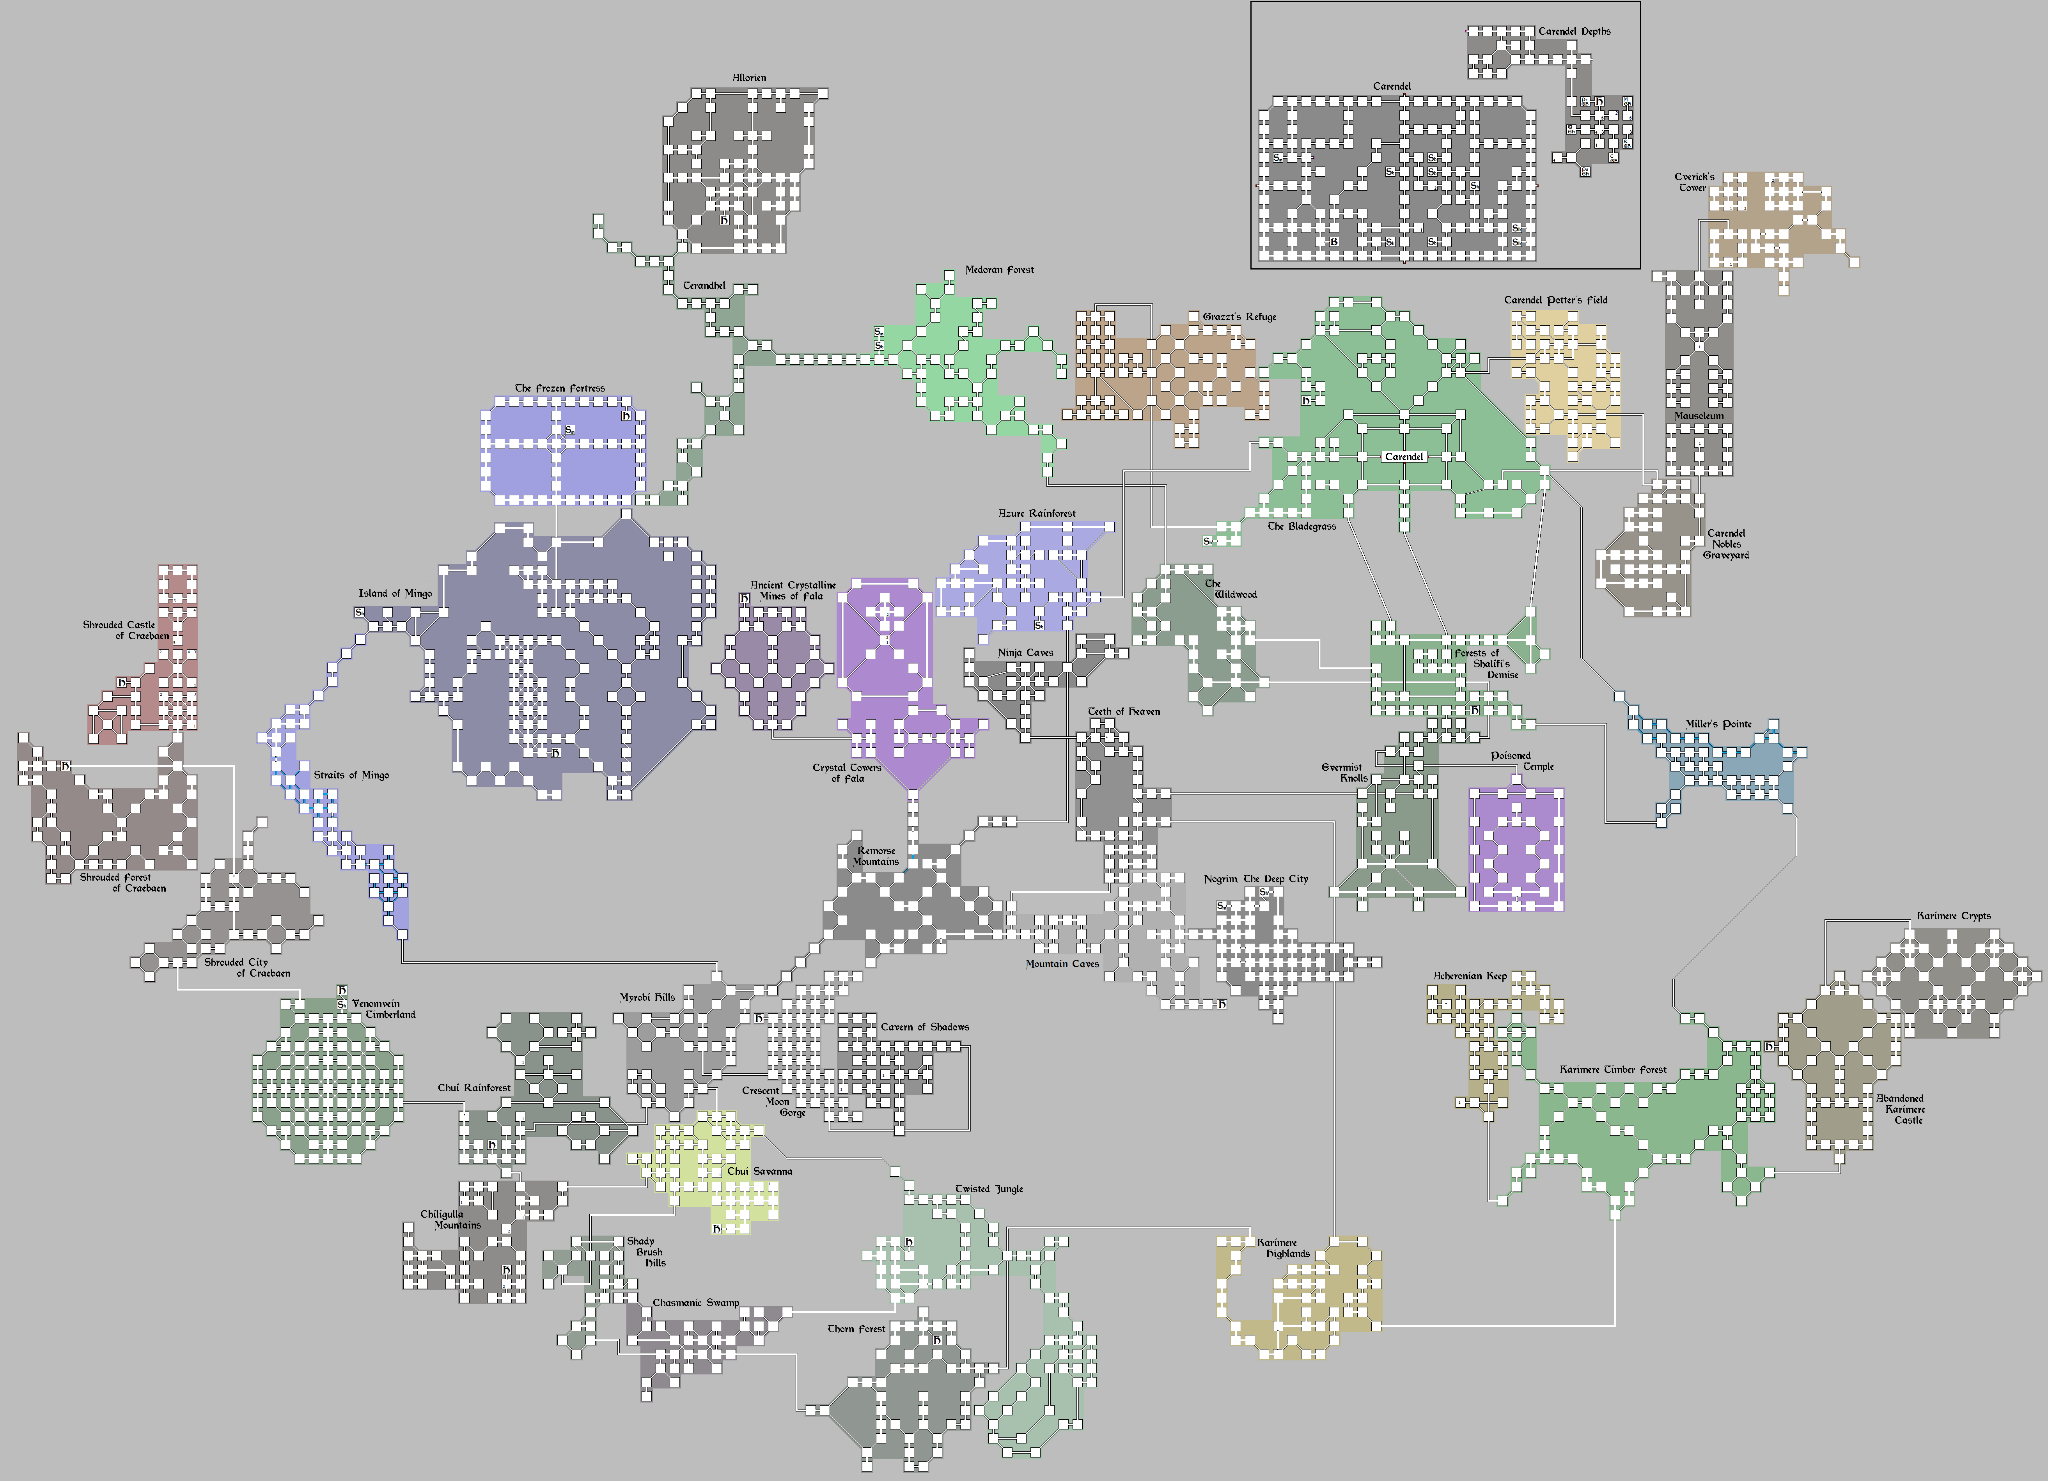 Carendel Depths
Allorien
Carendel
Everick's
Tower
Medoran Forest
Terandhel
Carendel Potter's Field
Grazzt's Refuge
The Frozen Fortress
Mausoleum
Carendel
Azure Rainforest
The Bladegrass
Carendel
Nobles
Graveyard
Ancient Crystalline
Mines of Fala
The
Wildwood
Island of Mingo
Shrouded Castle
of Craebaen
Ninja Caves
Forests of
Shalifi's
Demise
Teeth of Heaven
Miller's Pointe
Straits of Mingo
Crystal Towers
of Fala
Evermist
Knolls
Poisoned
Temple
Remorse
Mountains
Shrouded Forest
of Craebaen
Nogrim, The Deep City
Karimere Crypts
Shrouded City
of Craebaen
Mountain Caves
Acheronian Keep
Myrobi Hills
Venomvein
Timberland
Cavern of Shadows
Chui Rainforest
Crescent
Moon
Gorge
Karimere Timber Forest
Abandoned
Karimere
Castle
Chui Savanna
Twisted Jungle
Chiligulla
Mountains
Shady
Brush
Hills
Karimere
Highlands
Chasmanic Swamp
Thorn Forest